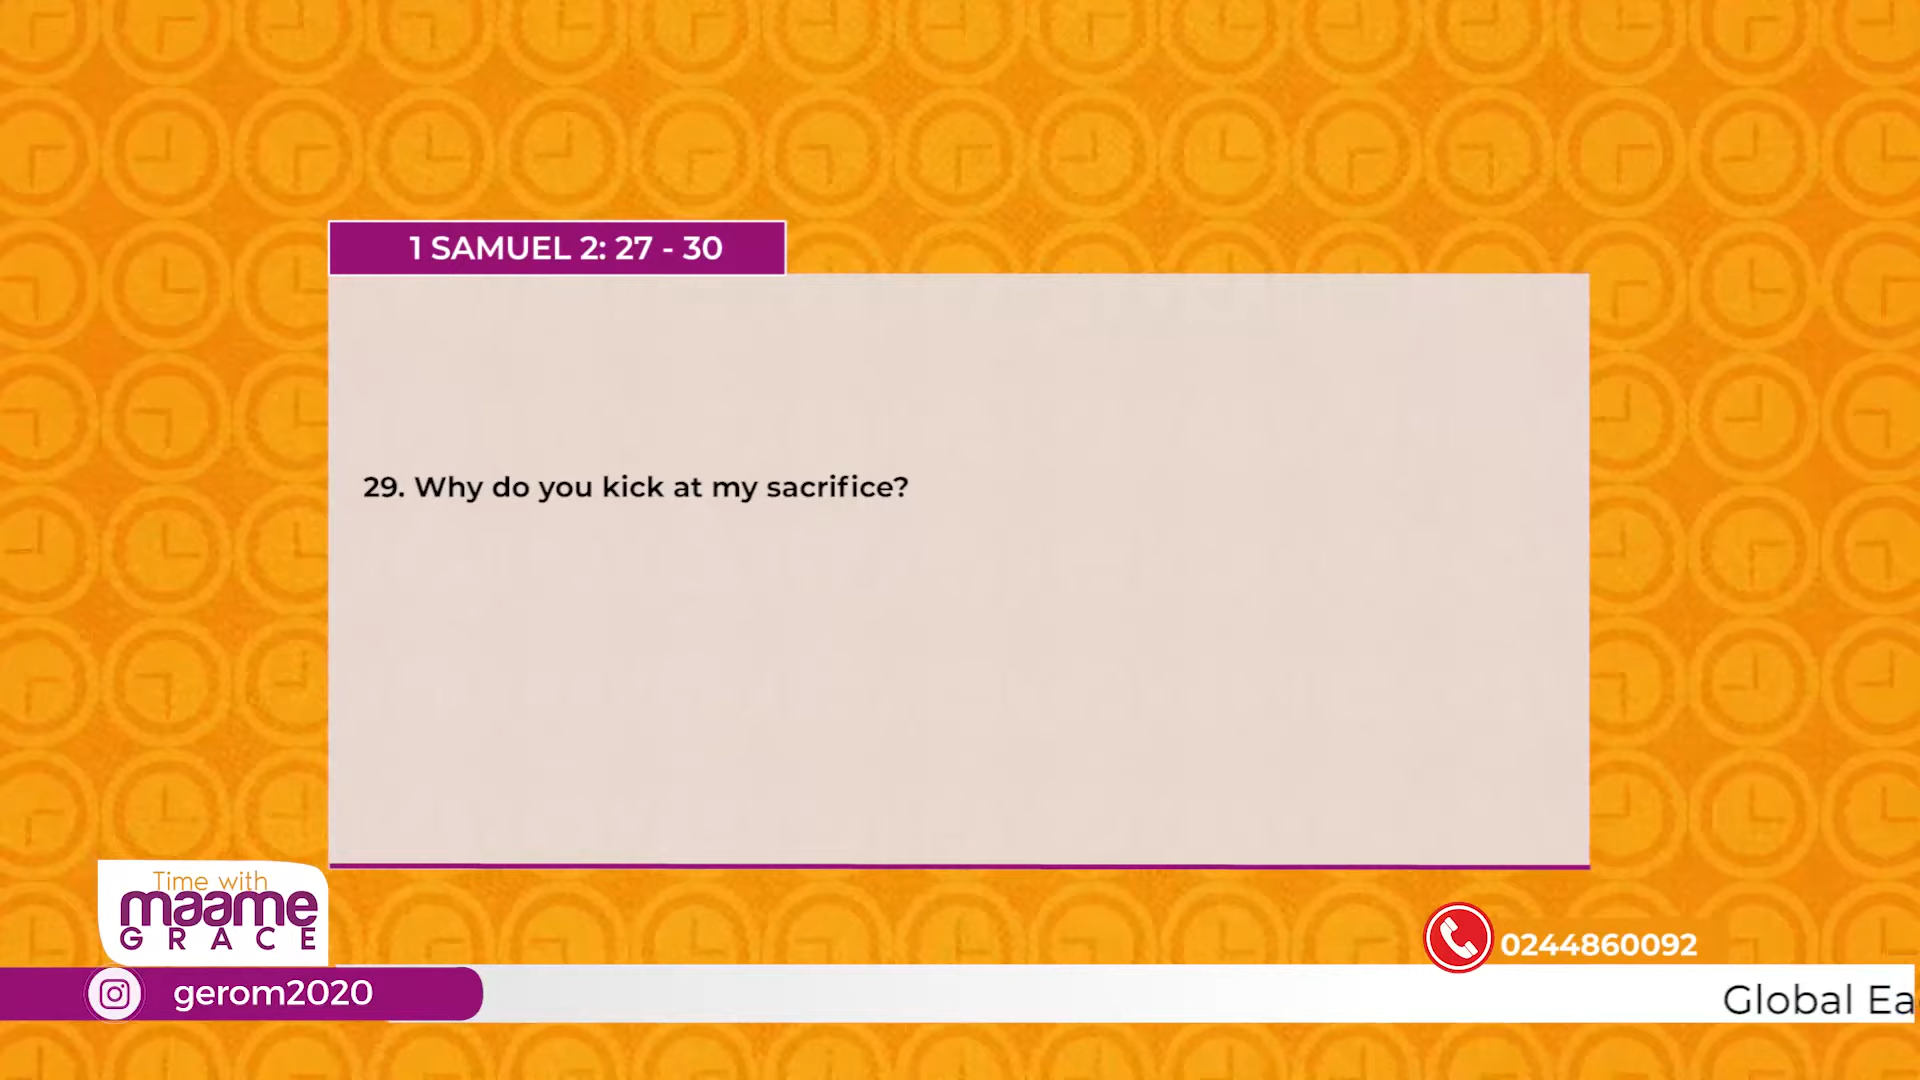 1 SAMUEL 2: 27 - 30
29. Why do you kick at my sacrifice?
Time with
maame
GRACE
0244860092
gerom2020
Global Ea